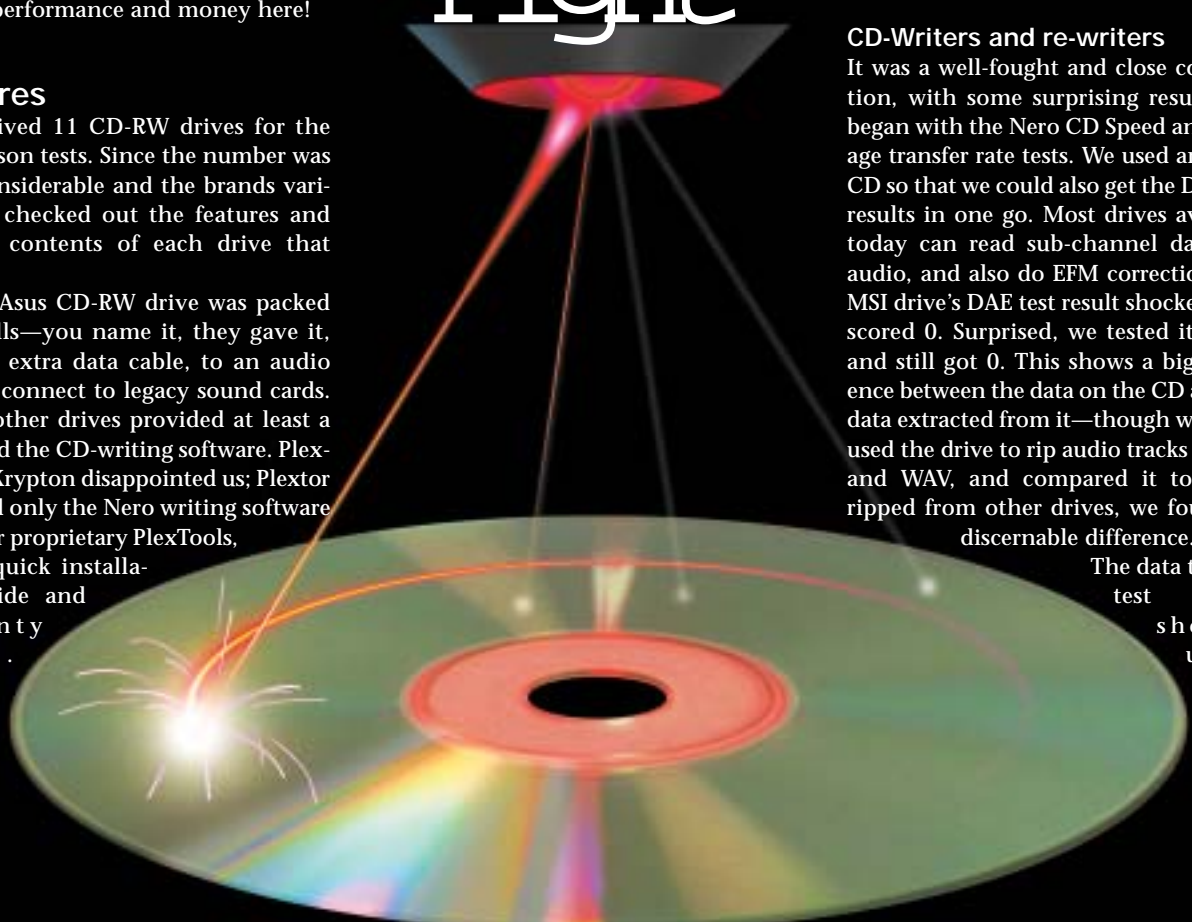 performance and money here!
Fight
res
ived 11 CD-RW drives for the
son tests. Since the number was
nsiderable and the brands vari-
checked out the features and
contents of each drive that
Asus CD-RW drive was packed
lls—you name it, they gave it,
extra data cable, to an audio
connect to legacy sound cards.
other drives provided at least a
d the CD-writing software. Plex-
Krypton disappointed us; Plextor
d only the Nero writing software
r proprietary PlexTools,
quick installa-
ide and
n t y
.
CD-Writers and re-writers
It was a well-fought and close co
tion, with some surprising resu
began with the Nero CD Speed an
age transfer rate tests. We used an
CD so that we could also get the D
results in one go. Most drives av
today can read sub-channel da
audio, and also do EFM correctio
MSI drive's DAE test result shocke
scored 0. Surprised, we tested it
and still got 0. This shows a big
ence between the data on the CD a
data extracted from it—though w
used the drive to rip audio tracks
and WAV, and compared it to
ripped from other drives, we fou
discernable difference.
The data t
test
s h
u